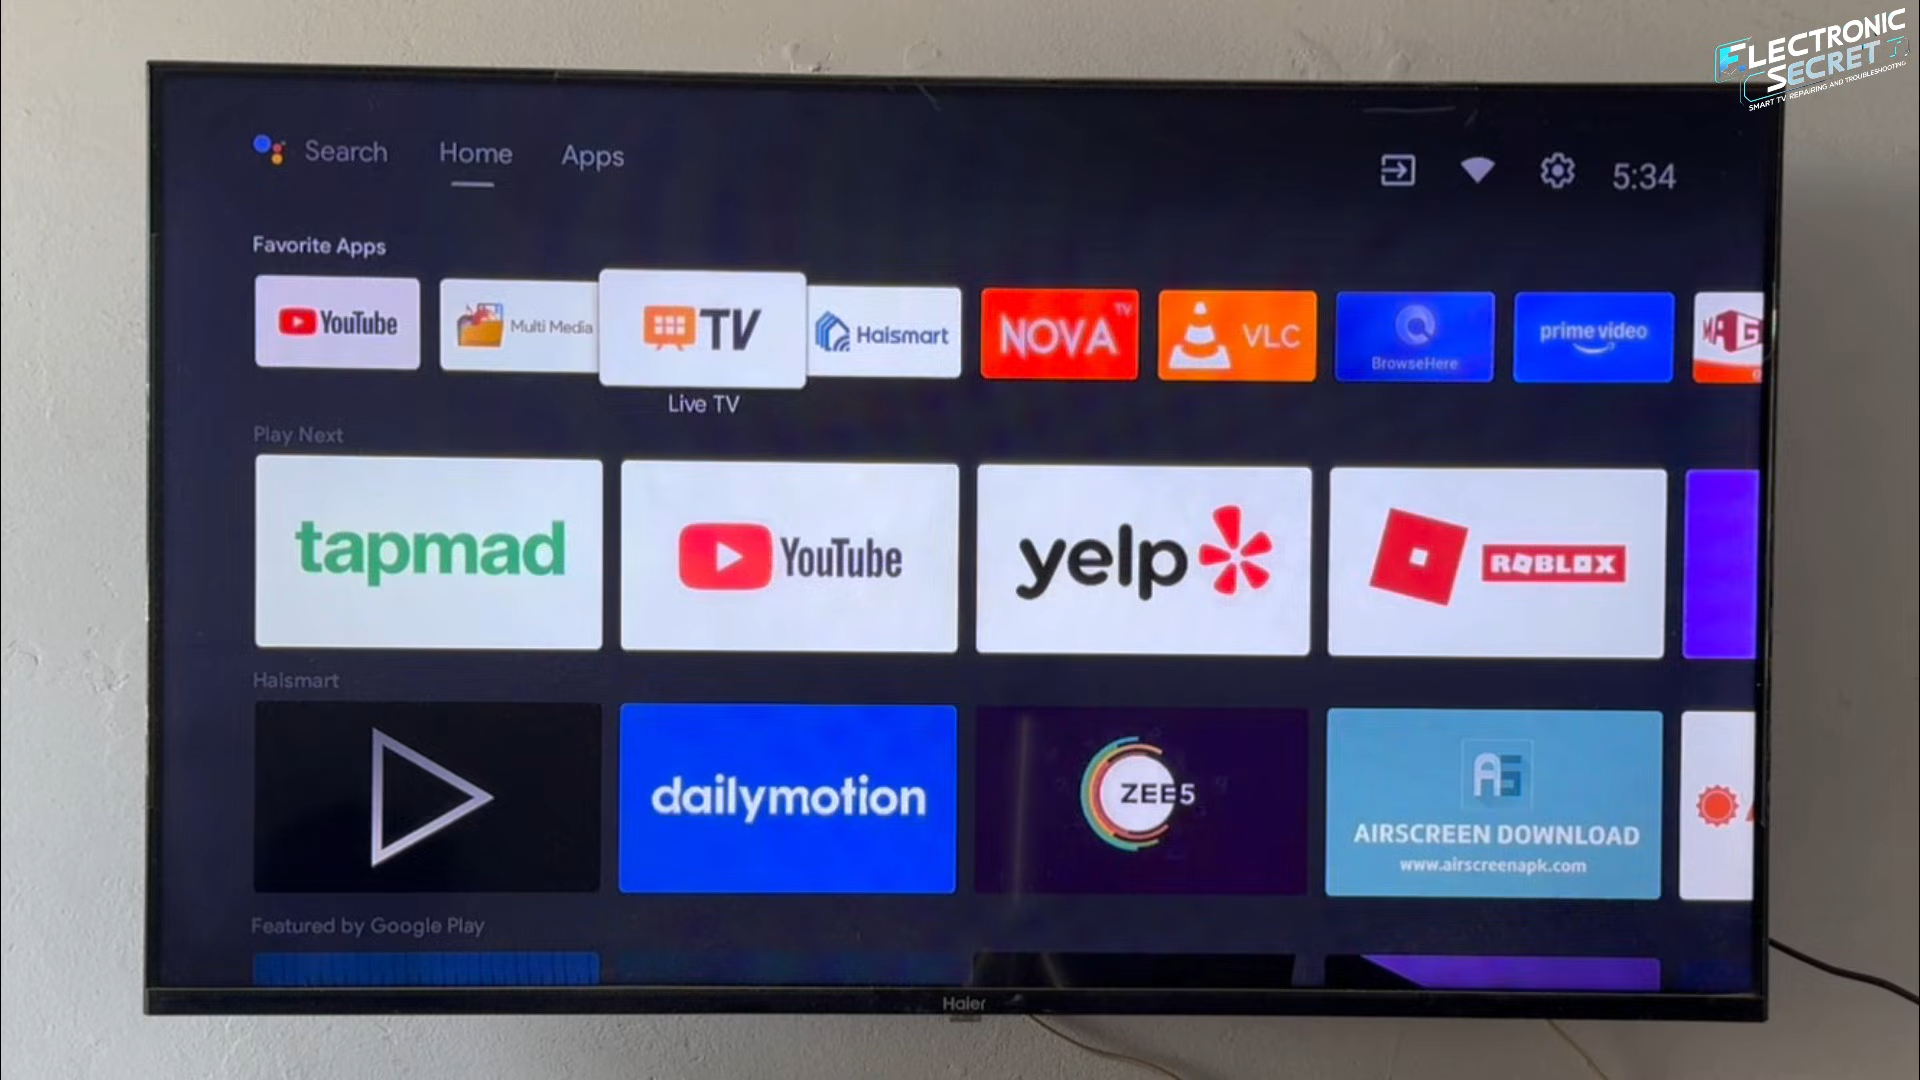 ELECTRONIC
SECRET
SMART TV REPAIRING AND TROUBLESHOOTING
Search
Home
Apps
5:34
Favorite Apps
YouTube
Multi Media
TV
Haismart
NOVA TV
VLC
BrowseHere
prime video
MAG
Live TV
Play Next
tapmad
YouTube
yelp
ROBLOX
Haismart
dailymotion
ZEE5
AS
AIRSCREEN DOWNLOAD
www.airscreenapk.com
Featured by Google Play
Haier